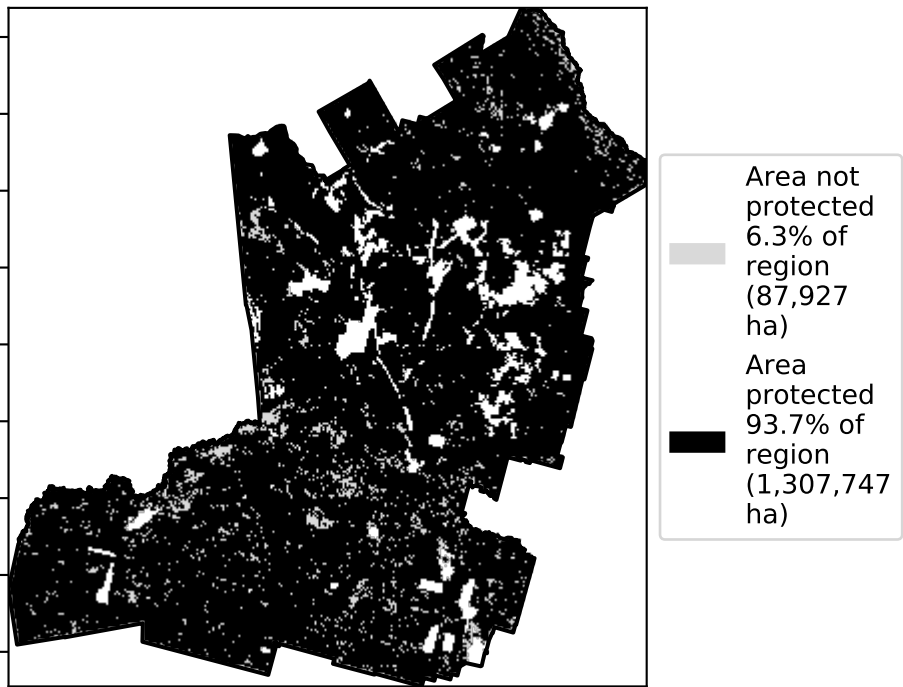 Area not
protected
6.3% of
region
(87,927
ha)
Area
protected
93.7% of
region
(1,307,747
ha)